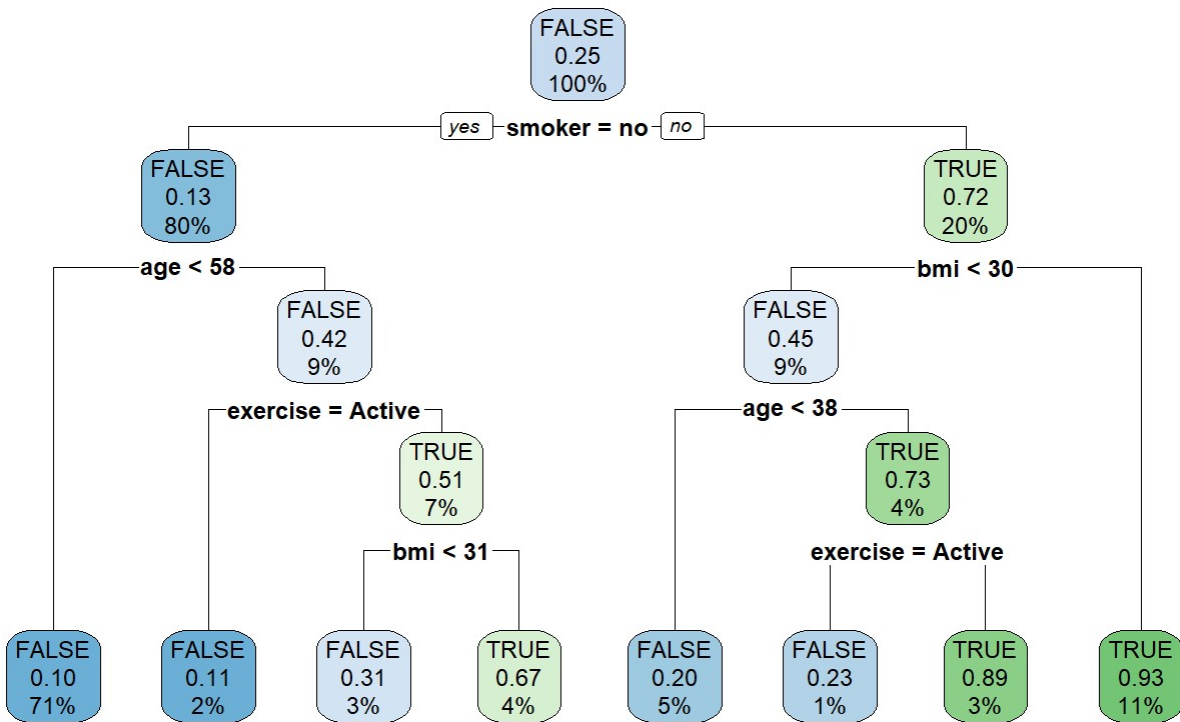 FALSE
0.25
100%
yes smoker = no no
FALSE
0.13
80%
TRUE
0.72
20%
age < 58
bmi < 30
FALSE
0.42
9%
FALSE
0.45
9%
exercise = Active
age < 38
TRUE
0.51
7%
TRUE
0.73
4%
bmi < 31
exercise = Active
FALSE
0.10
71%
FALSE
0.11
2%
FALSE
0.31
3%
TRUE
0.67
4%
FALSE
0.20
5%
FALSE
0.23
1%
TRUE
0.89
3%
TRUE
0.93
11%